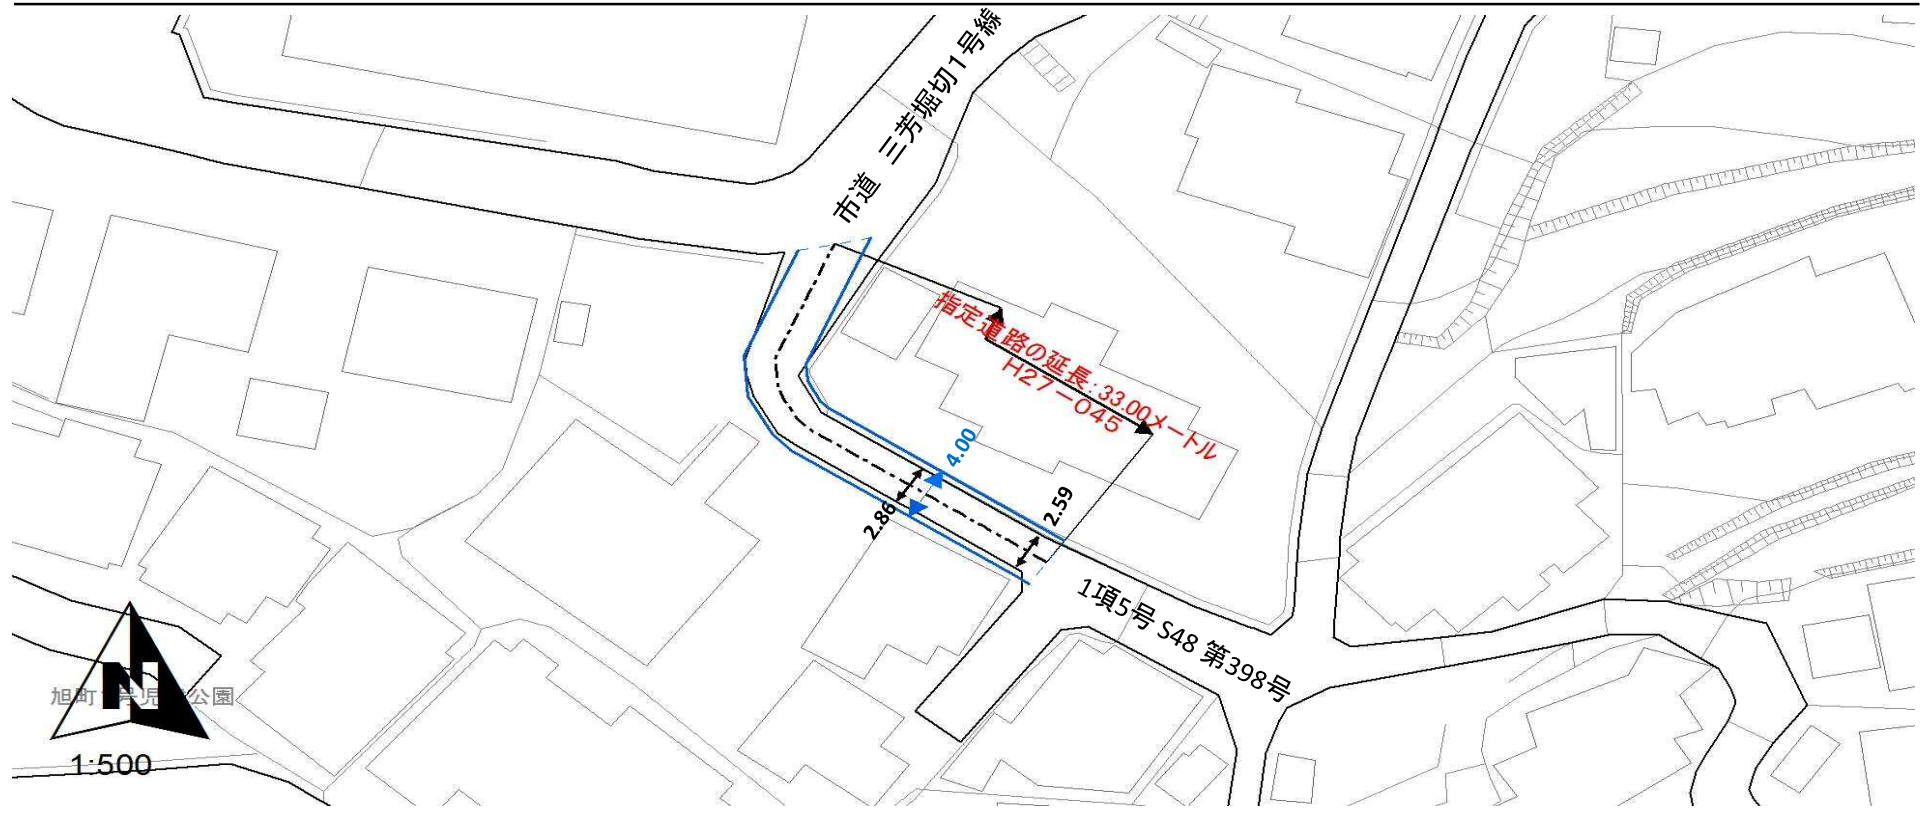 市道 三芳堀切1号線
指定道路の延長:33.00メートル
H27-045
4.00
2.86
2.59
1項5号 S48 第398号
N
旭町
公園
1:500